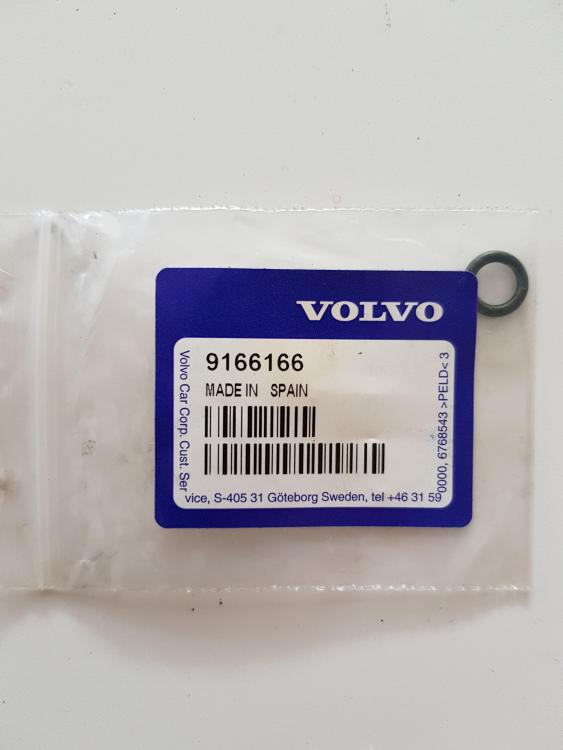 VOLVO
9166166
MADE IN SPAIN
Volvo Car Corp. Cust. Ser
vice, S-405 31 Göteborg Sweden, tel +46 31 59
0000, 6768543 >PELD< 3